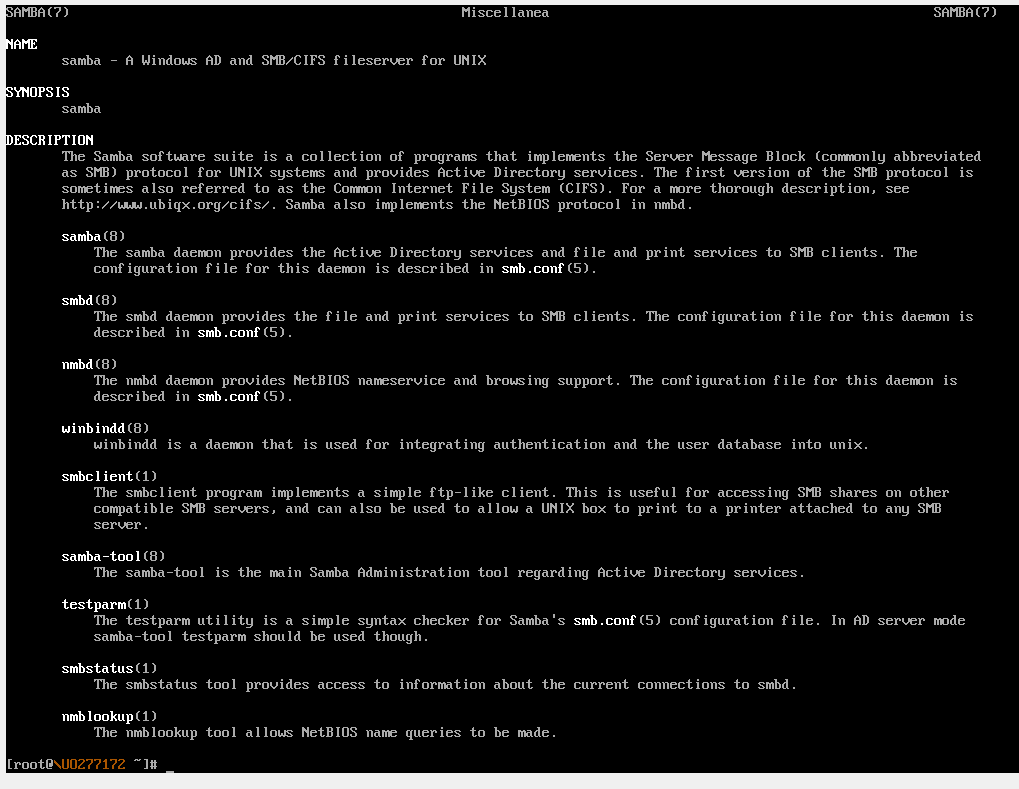 SAMBA(7) Miscellanea SAMBA(7)
NAME
samba - A Windows AD and SMB/CIFS fileserver for UNIX
SYNOPSIS
samba
DESCRIPTION
The Samba software suite is a collection of programs that implements the Server Message Block (commonly abbreviated
as SMB) protocol for UNIX systems and provides Active Directory services. The first version of the SMB protocol is
sometimes also referred to as the Common Internet File System (CIFS). For a more thorough description, see
http://www.ubiqx.org/cifs/. Samba also implements the NetBIOS protocol in nmbd.
samba(8)
The samba daemon provides the Active Directory services and file and print services to SMB clients. The
configuration file for this daemon is described in smb.conf(5).
smbd(8)
The smbd daemon provides the file and print services to SMB clients. The configuration file for this daemon is
described in smb.conf(5).
nmbd(8)
The nmbd daemon provides NetBIOS nameservice and browsing support. The configuration file for this daemon is
described in smb.conf(5).
winbindd(8)
winbindd is a daemon that is used for integrating authentication and the user database into unix.
smbclient(1)
The smbclient program implements a simple ftp-like client. This is useful for accessing SMB shares on other
compatible SMB servers, and can also be used to allow a UNIX box to print to a printer attached to any SMB
server.
samba-tool(8)
The samba-tool is the main Samba Administration tool regarding Active Directory services.
testparm(1)
The testparm utility is a simple syntax checker for Samba's smb.conf(5) configuration file. In AD server mode
samba-tool testparm should be used though.
smbstatus(1)
The smbstatus tool provides access to information about the current connections to smbd.
nmblookup(1)
The nmblookup tool allows NetBIOS name queries to be made.
[root@\UO277172 ~]# _